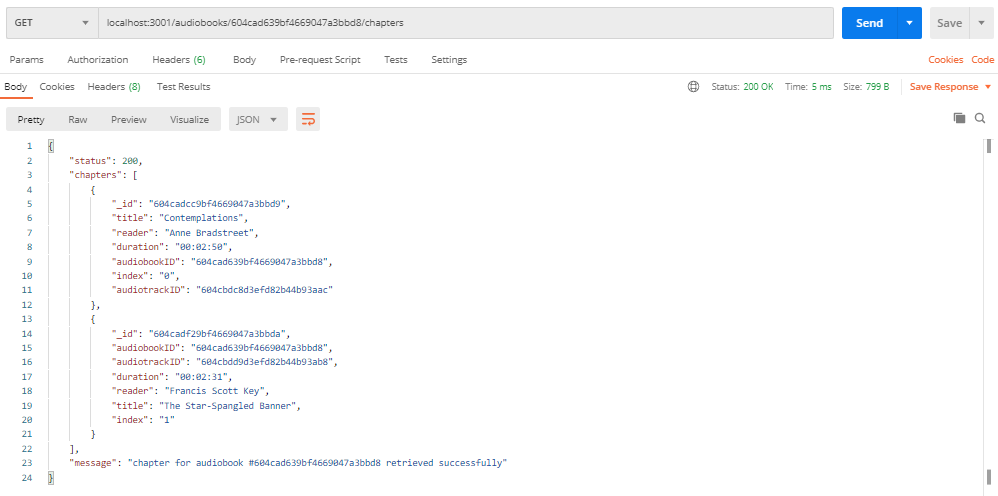 GET localhost:3001/audiobooks/604cad639bf4669047a3bbd8/chapters Send Save
Params Authorization Headers (6) Body Pre-request Script Tests Settings Cookies Code
Body Cookies Headers (8) Test Results Status: 200 OK Time: 5 ms Size: 799 B Save Response
Pretty Raw Preview Visualize JSON
1 {
2 "status": 200,
3 "chapters": [
4 {
5 "_id": "604cadcc9bf4669047a3bbd9",
6 "title": "Contemplations",
7 "reader": "Anne Bradstreet",
8 "duration": "00:02:50",
9 "audiobookID": "604cad639bf4669047a3bbd8",
10 "index": "0",
11 "audiotrackID": "604cbdc8d3efd82b44b93aac"
12 },
13 {
14 "_id": "604cadf29bf4669047a3bbda",
15 "audiobookID": "604cad639bf4669047a3bbd8",
16 "audiotrackID": "604cbdd9d3efd82b44b93ab8",
17 "duration": "00:02:31",
18 "reader": "Francis Scott Key",
19 "title": "The Star-Spangled Banner",
20 "index": "1"
21 }
22 ],
23 "message": "chapter for audiobook #604cad639bf4669047a3bbd8 retrieved successfully"
24 }